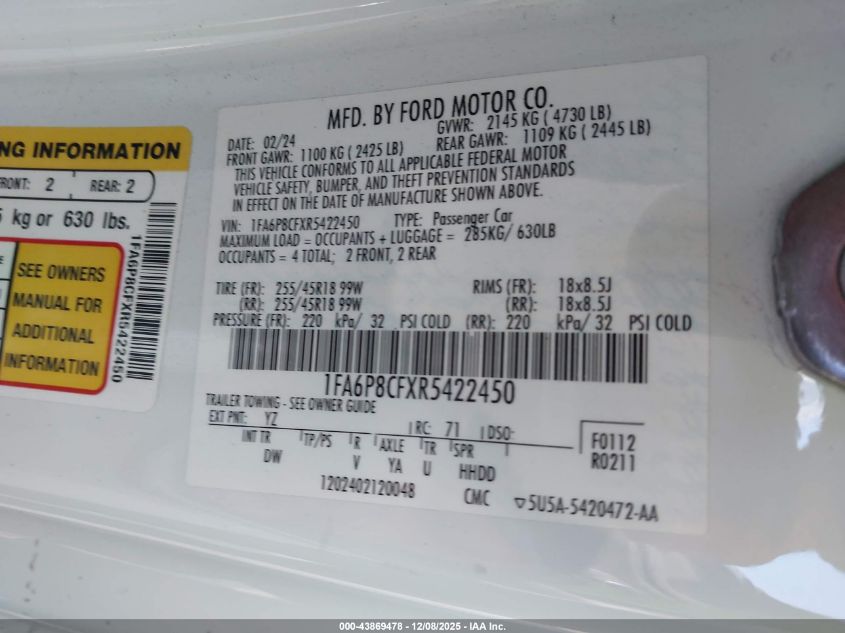 NG INFORMATION
RONT: 2 REAR: 2
kg or 630 lbs.
SEE OWNERS
MANUAL FOR
ADDITIONAL
INFORMATION
1FA6P8CFXR5422450
MFD. BY FORD MOTOR CO.
DATE: 02/24 GVWR: 2145 KG ( 4730 LB)
FRONT GAWR: 1100 KG ( 2425 LB) REAR GAWR: 1109 KG ( 2445 LB)
THIS VEHICLE CONFORMS TO ALL APPLICABLE FEDERAL MOTOR
VEHICLE SAFETY, BUMPER, AND THEFT PREVENTION STANDARDS
IN EFFECT ON THE DATE OF MANUFACTURE SHOWN ABOVE.
VIN: 1FA6P8CFXR5422450 TYPE: Passenger Car
MAXIMUM LOAD = OCCUPANTS + LUGGAGE = 285KG/ 630LB
OCCUPANTS = 4 TOTAL: 2 FRONT, 2 REAR
TIRE (FR): 255/45R18 99W RIMS (FR): 18x8.5J
(RR): 255/45R18 99W (RR): 18x8.5J
PRESSURE (FR): 220 kPa/ 32 PSI COLD (RR): 220 kPa/ 32 PSI COLD
1FA6P8CFXR5422450
TRAILER TOWING - SEE OWNER GUIDE
EXT PNT: YZ RC: 71 DSO:
INT TR TP/PS R AXLE TR SPR F0112
DW V YA U HHDD R0211
1202402120048 CMC ▽5U5A-5420472-AA
000-43869478 - 12/08/2025 - IAA Inc.